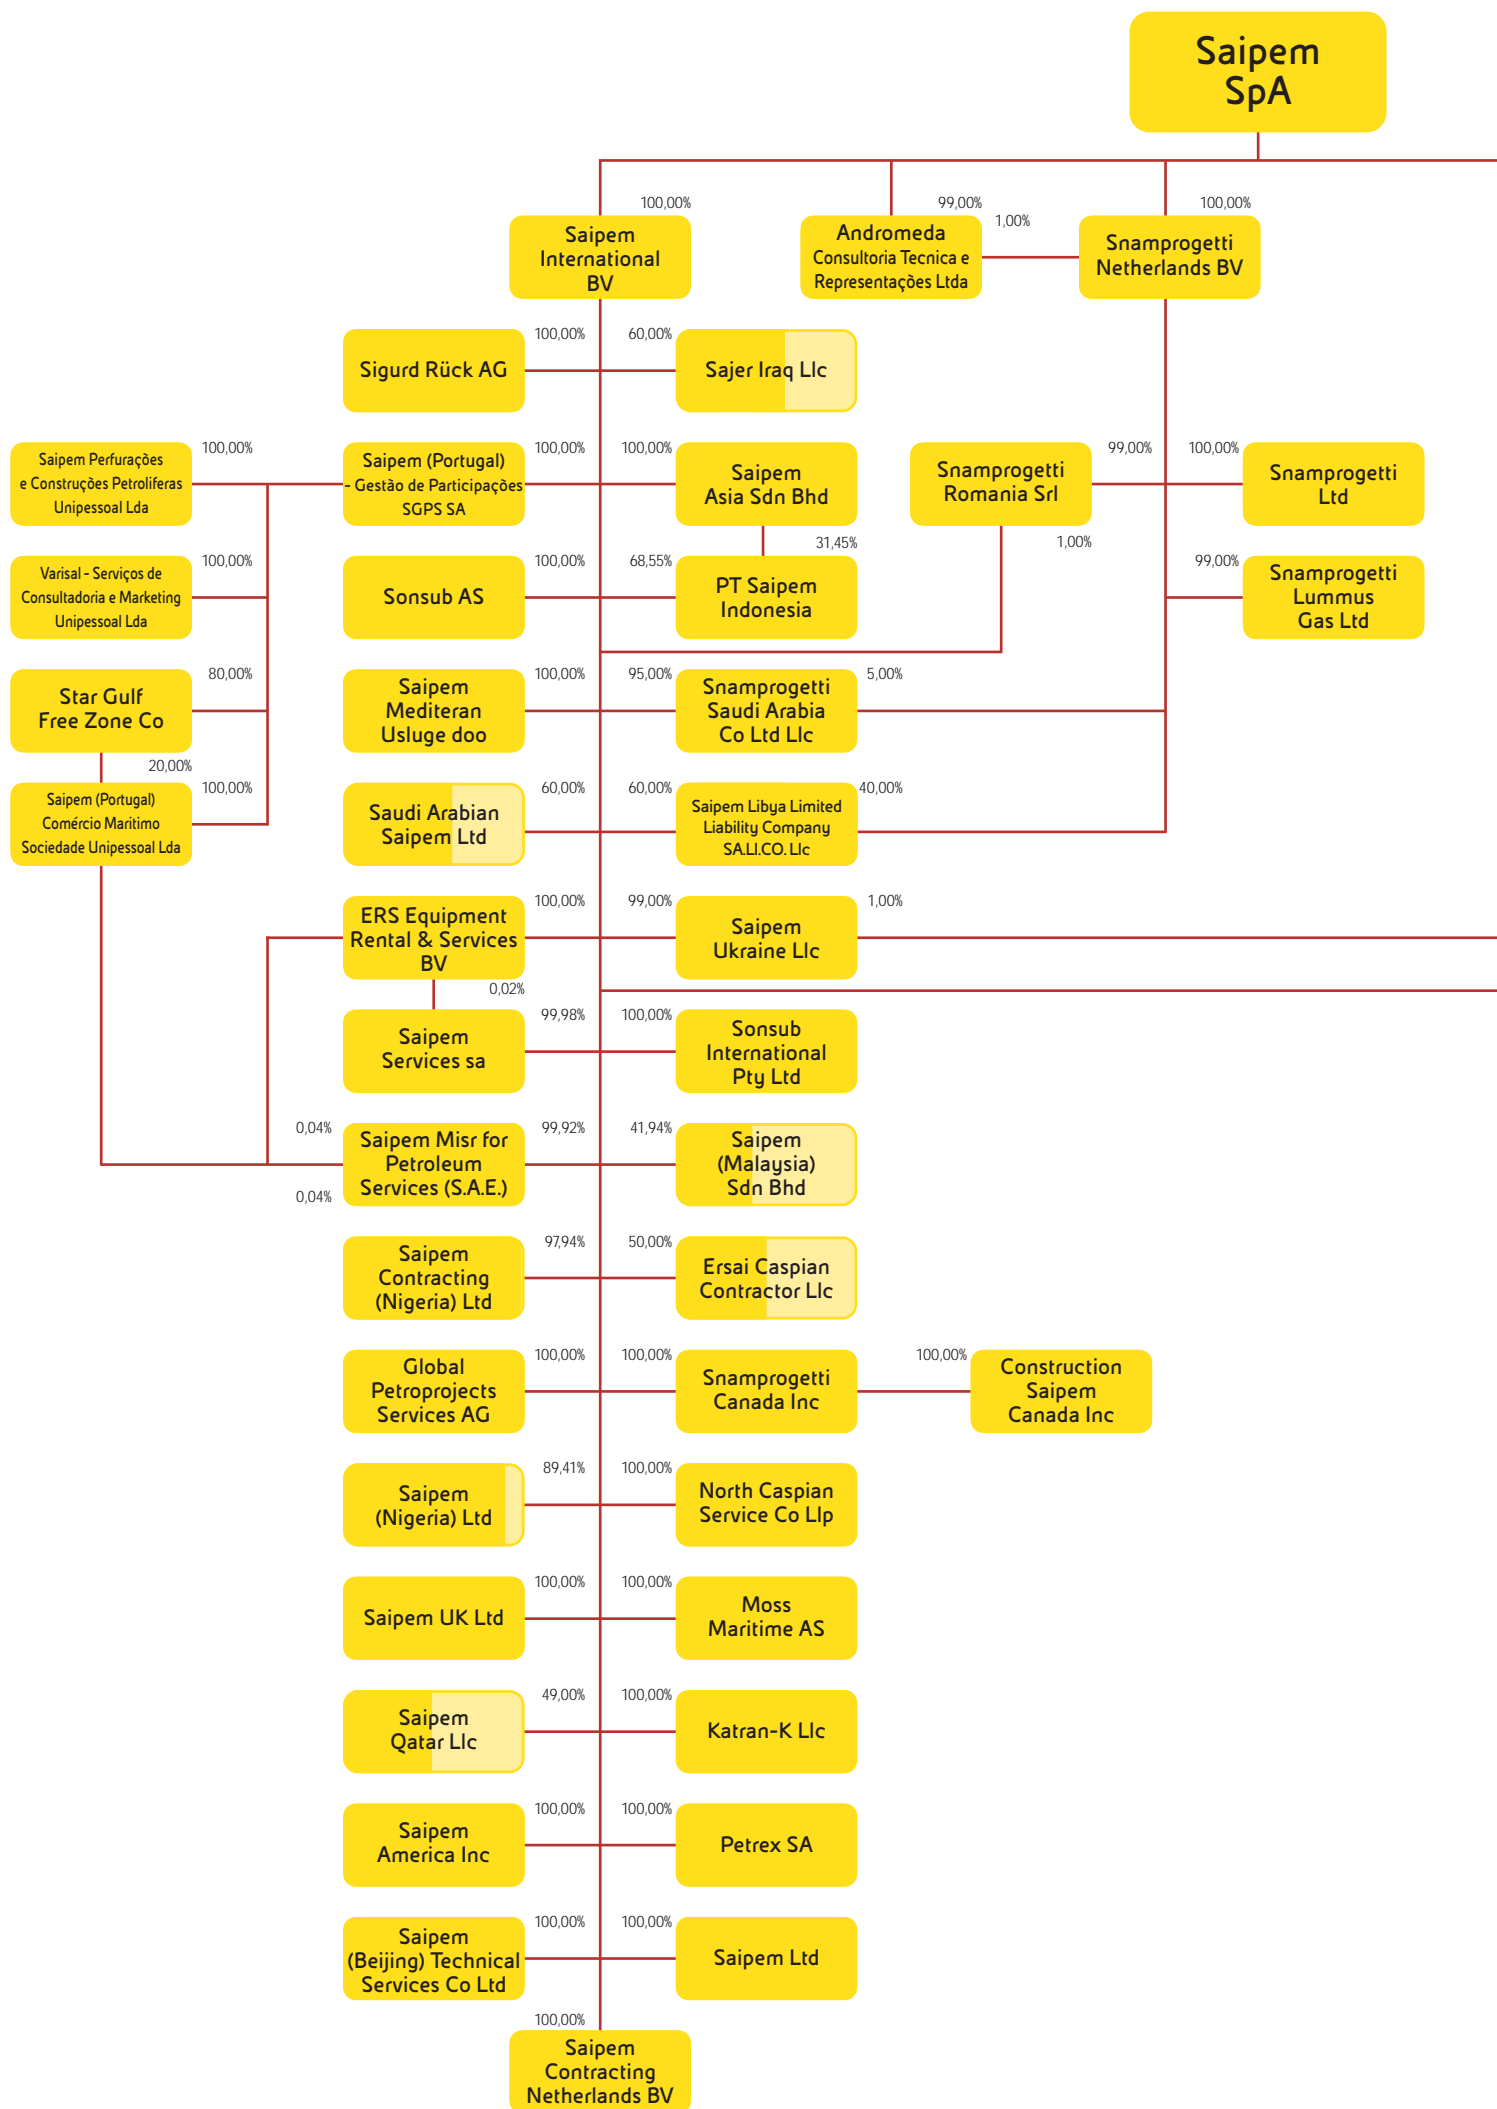 Saipem
SpA
100,00%
99,00%
1,00%
100,00%
Saipem
International
BV
Andromeda
Consultoria Tecnica e
Representações Ltda
Snamprogetti
Netherlands BV
100,00%
60,00%
Sigurd Rück AG
Sajer Iraq Llc
100,00%
100,00%
100,00%
99,00%
100,00%
Saipem Perfurações
e Construções Petroliferas
Unipessoal Lda
Saipem (Portugal)
- Gestão de Participações
SGPS SA
Saipem
Asia Sdn Bhd
Snamprogetti
Romania Srl
Snamprogetti
Ltd
31,45%
1,00%
100,00%
100,00%
68,55%
99,00%
Varisal - Serviços de
Consultadoria e Marketing
Unipessoal Lda
Sonsub AS
PT Saipem
Indonesia
Snamprogetti
Lummus
Gas Ltd
80,00%
100,00%
95,00%
5,00%
Star Gulf
Free Zone Co
Saipem
Mediteran
Usluge doo
Snamprogetti
Saudi Arabia
Co Ltd Llc
20,00%
100,00%
60,00%
60,00%
40,00%
Saipem (Portugal)
Comércio Maritimo
Sociedade Unipessoal Lda
Saudi Arabian
Saipem Ltd
Saipem Libya Limited
Liability Company
SA.LI.CO. Llc
100,00%
99,00%
1,00%
ERS Equipment
Rental & Services
BV
Saipem
Ukraine Llc
0,02%
99,98%
100,00%
Saipem
Services sa
Sonsub
International
Pty Ltd
0,04%
99,92%
41,94%
Saipem Misr for
Petroleum
Services (S.A.E.)
Saipem
(Malaysia)
Sdn Bhd
0,04%
97,94%
50,00%
Saipem
Contracting
(Nigeria) Ltd
Ersai Caspian
Contractor Llc
100,00%
100,00%
100,00%
Global
Petroprojects
Services AG
Snamprogetti
Canada Inc
Construction
Saipem
Canada Inc
89,41%
100,00%
Saipem
(Nigeria) Ltd
North Caspian
Service Co Llp
100,00%
100,00%
Saipem UK Ltd
Moss
Maritime AS
49,00%
100,00%
Saipem
Qatar Llc
Katran-K Llc
100,00%
100,00%
Saipem
America Inc
Petrex SA
100,00%
100,00%
Saipem
(Beijing) Technical
Services Co Ltd
Saipem Ltd
100,00%
Saipem
Contracting
Netherlands BV